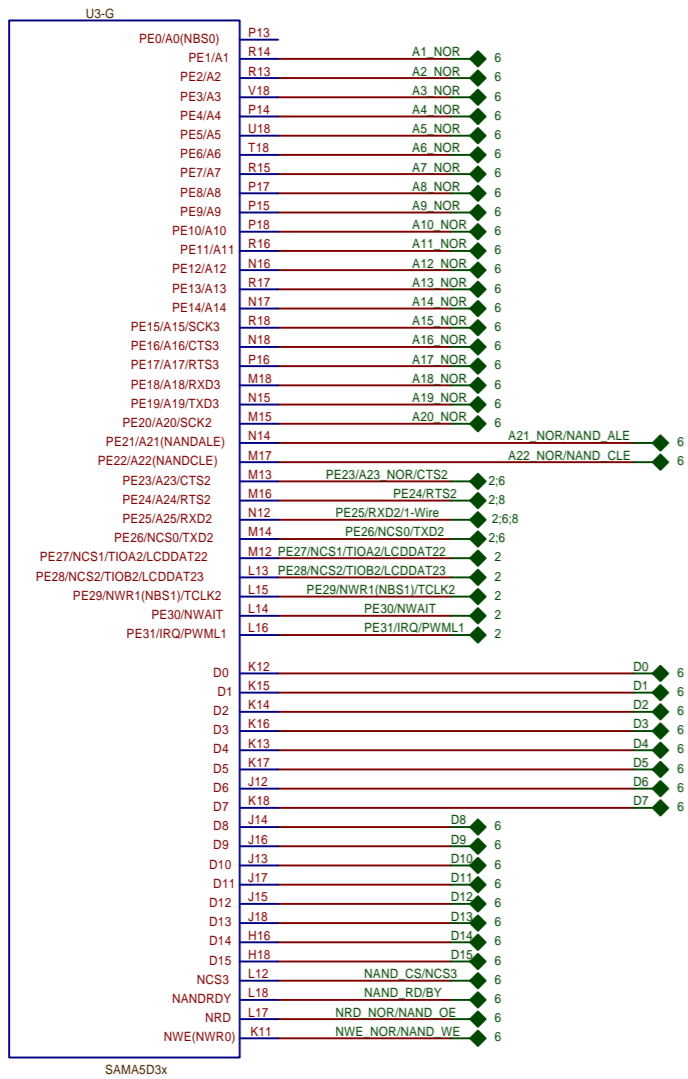 U3-G
PE0/A0(NBS0) P13
PE1/A1 R14 A1_NOR 6
PE2/A2 R13 A2_NOR 6
PE3/A3 V18 A3_NOR 6
PE4/A4 P14 A4_NOR 6
PE5/A5 U18 A5_NOR 6
PE6/A6 T18 A6_NOR 6
PE7/A7 R15 A7_NOR 6
PE8/A8 P17 A8_NOR 6
PE9/A9 P15 A9_NOR 6
PE10/A10 P18 A10_NOR 6
PE11/A11 R16 A11_NOR 6
PE12/A12 N16 A12_NOR 6
PE13/A13 R17 A13_NOR 6
PE14/A14 N17 A14_NOR 6
PE15/A15/SCK3 R18 A15_NOR 6
PE16/A16/CTS3 N18 A16_NOR 6
PE17/A17/RTS3 P16 A17_NOR 6
PE18/A18/RXD3 M18 A18_NOR 6
PE19/A19/TXD3 N15 A19_NOR 6
PE20/A20/SCK2 M15 A20_NOR 6
PE21/A21(NANDALE) N14 A21_NOR/NAND_ALE 6
PE22/A22(NANDCLE) M17 A22_NOR/NAND_CLE 6
PE23/A23/CTS2 M13 PE23/A23_NOR/CTS2 2;6
PE24/A24/RTS2 M16 PE24/RTS2 2;8
PE25/A25/RXD2 N12 PE25/RXD2/1-Wire 2;6;8
PE26/NCS0/TXD2 M14 PE26/NCS0/TXD2 2;6
PE27/NCS1/TIOA2/LCDDAT22 M12 PE27/NCS1/TIOA2/LCDDAT22 2
PE28/NCS2/TIOB2/LCDDAT23 L13 PE28/NCS2/TIOB2/LCDDAT23 2
PE29/NWR1(NBS1)/TCLK2 L15 PE29/NWR1(NBS1)/TCLK2 2
PE30/NWAIT L14 PE30/NWAIT 2
PE31/IRQ/PWML1 L16 PE31/IRQ/PWML1 2
D0 K12 D0 6
D1 K15 D1 6
D2 K14 D2 6
D3 K16 D3 6
D4 K13 D4 6
D5 K17 D5 6
D6 J12 D6 6
D7 K18 D7 6
D8 J14 D8 6
D9 J16 D9 6
D10 J13 D10 6
D11 J17 D11 6
D12 J15 D12 6
D13 J18 D13 6
D14 H16 D14 6
D15 H18 D15 6
NCS3 L12 NAND_CS/NCS3 6
NANDRDY L18 NAND_RD/BY 6
NRD L17 NRD_NOR/NAND_OE 6
NWE(NWR0) K11 NWE_NOR/NAND_WE 6
SAMA5D3x